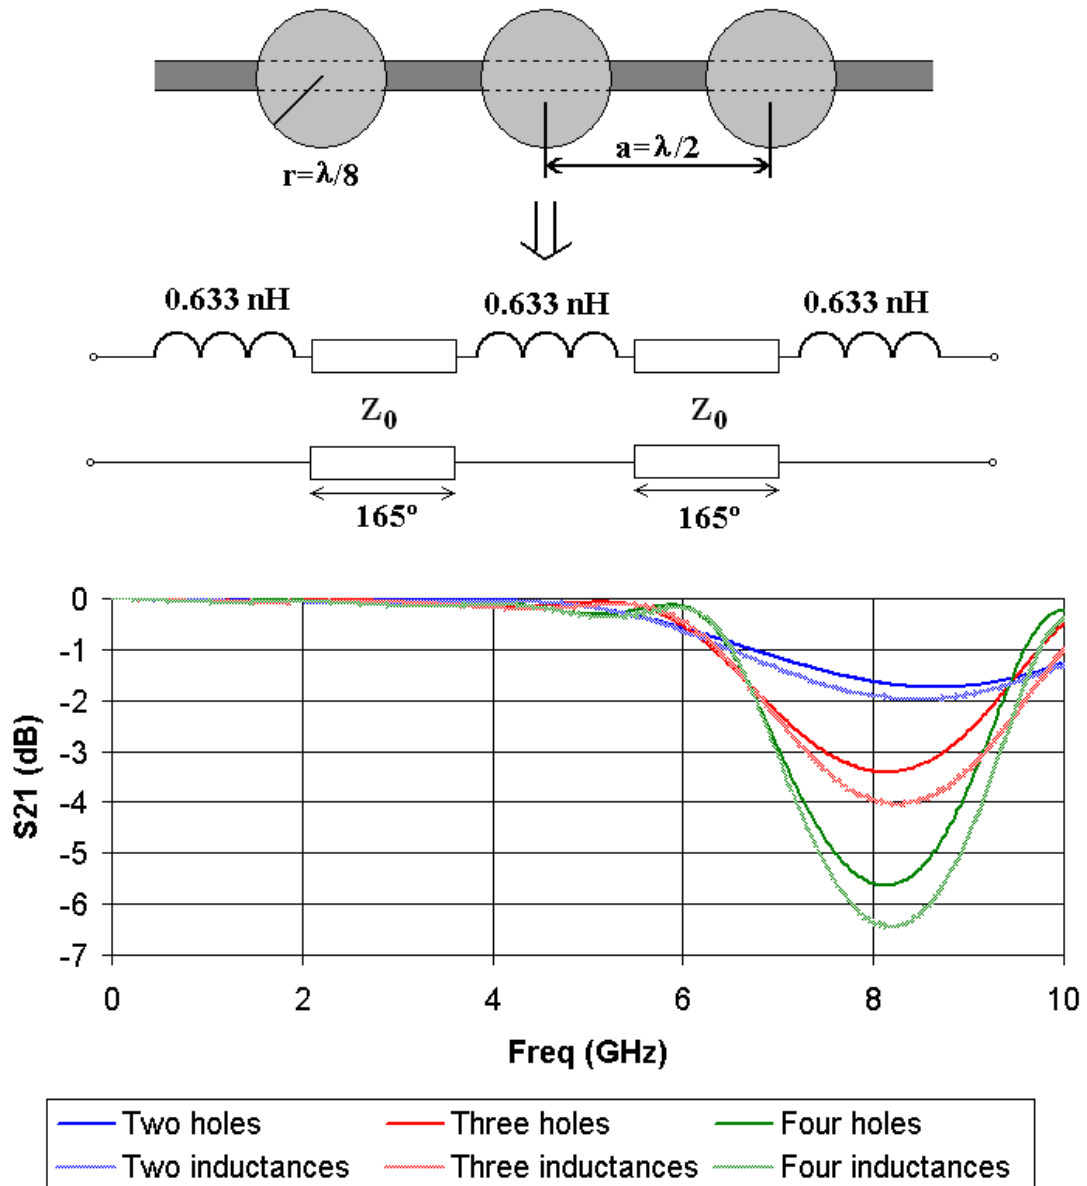 r=λ/8
a=λ/2
0.633 nH
0.633 nH
0.633 nH
Z0
Z0
165º
165º
0
-1
-2
-3
-4
-5
-6
-7
S21 (dB)
0
2
4
6
8
10
Freq (GHz)
Two holes
Three holes
Four holes
Two inductances
Three inductances
Four inductances